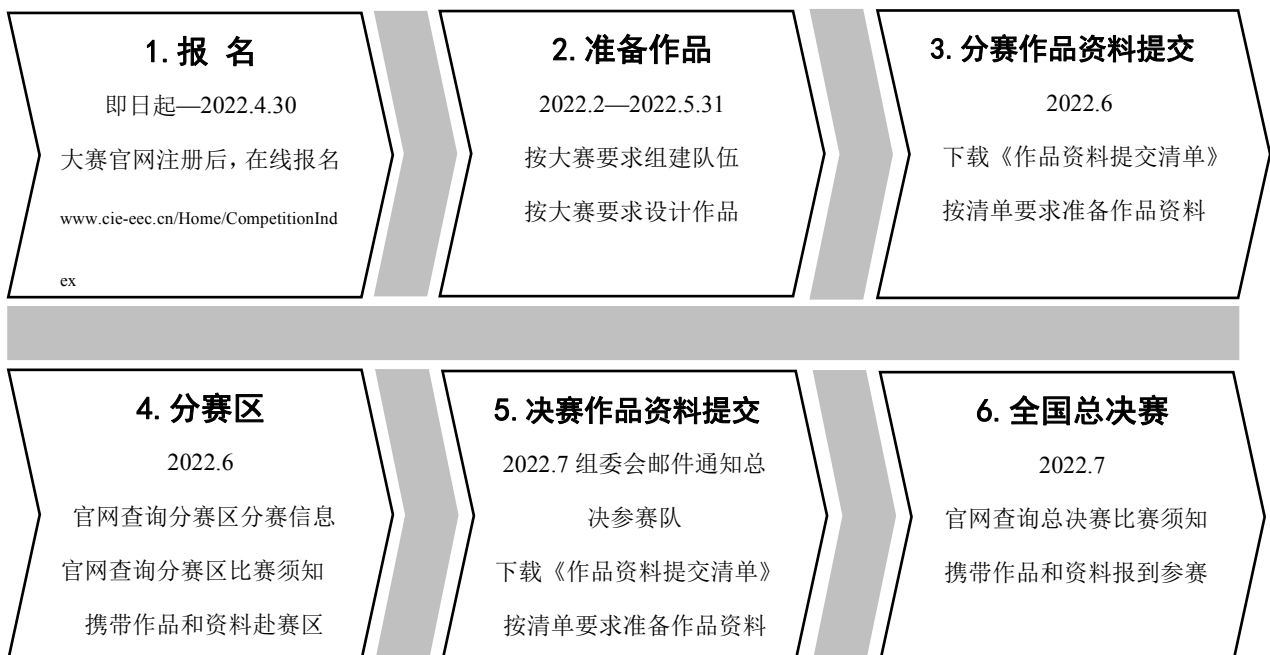 1.报 名
即日起—2022.4.30
大赛官网注册后，在线报名
www.cie-eec.cn/Home/CompetitionInd
ex
2.准备作品
2022.2—2022.5.31
按大赛要求组建队伍
按大赛要求设计作品
3.分赛作品资料提交
2022.6
下载《作品资料提交清单》
按清单要求准备作品资料
4.分赛区
2022.6
官网查询分赛区分赛信息
官网查询分赛区比赛须知
携带作品和资料赴赛区
5.决赛作品资料提交
2022.7 组委会邮件通知总
决参赛队
下载《作品资料提交清单》
按清单要求准备作品资料
6.全国总决赛
2022.7
官网查询总决赛比赛须知
携带作品和资料报到参赛